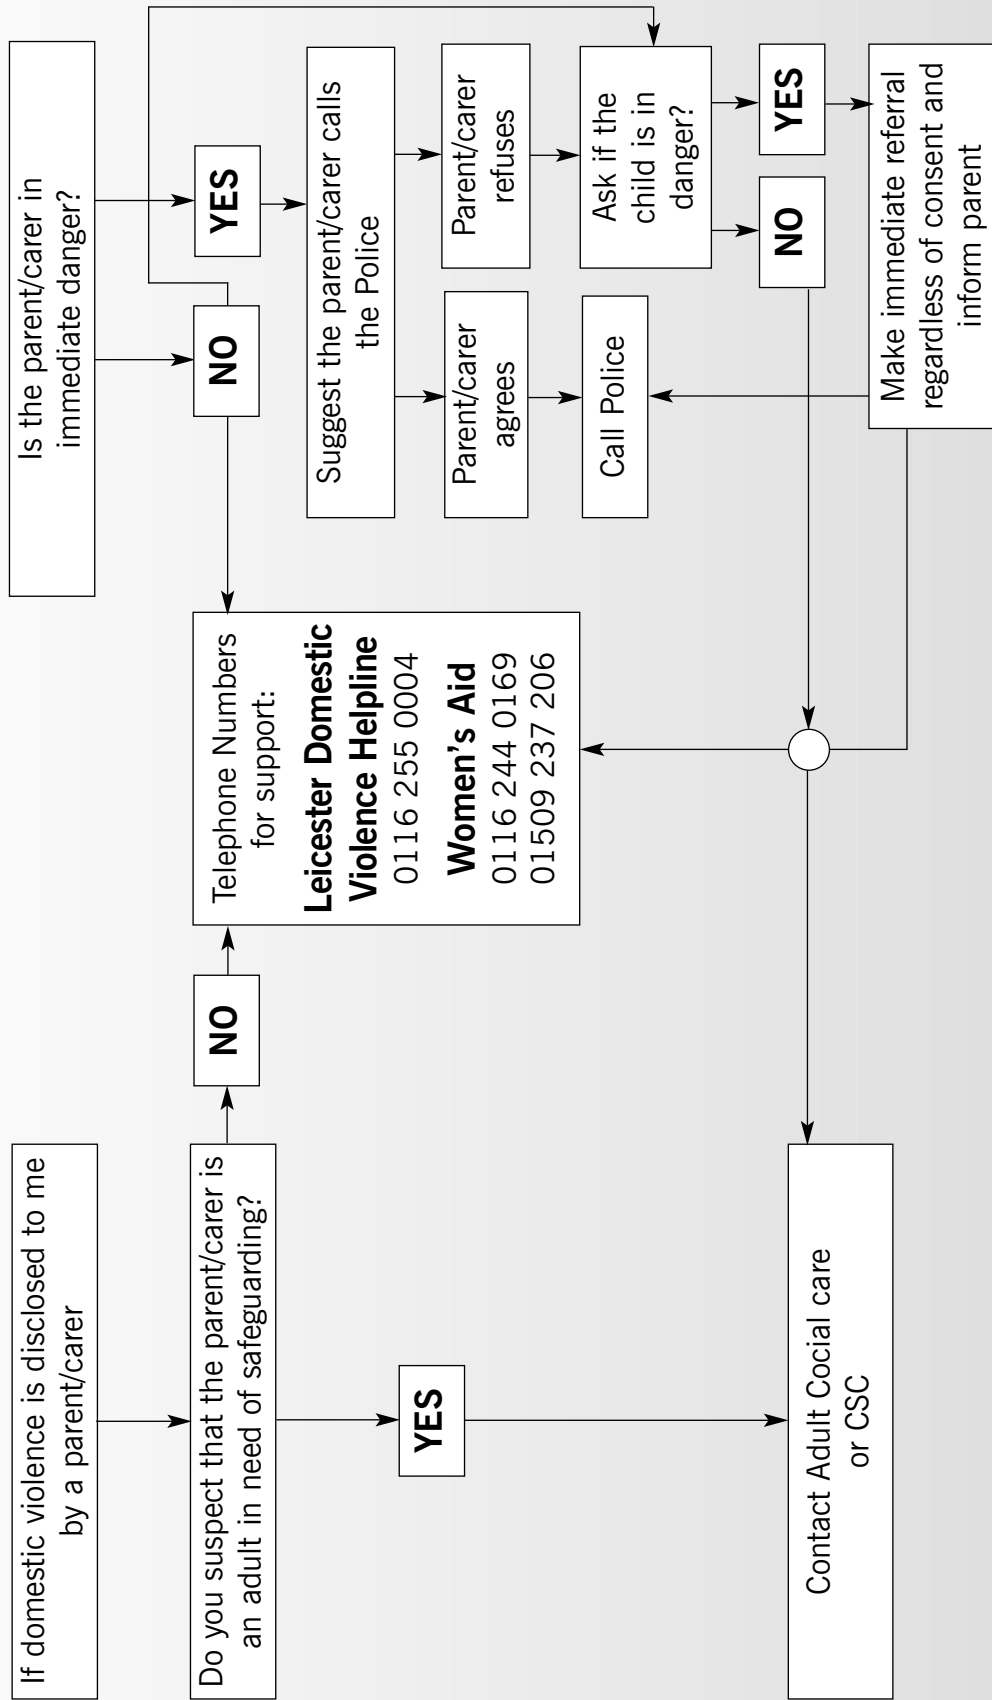 If domestic violence is disclosed to me
by a parent/carer
Do you suspect that the parent/carer is
an adult in need of safeguarding?
NO
YES
Contact Adult Cocial care
or CSC
Telephone Numbers
for support:
Leicester Domestic
Violence Helpline
0116 255 0004
Women's Aid
0116 244 0169
01509 237 206
Is the parent/carer in
immediate danger?
NO
YES
Suggest the parent/carer calls
the Police
Parent/carer
agrees
Parent/carer
refuses
Call Police
Ask if the
child is in
danger?
NO
YES
Make immediate referral
regardless of consent and
inform parent